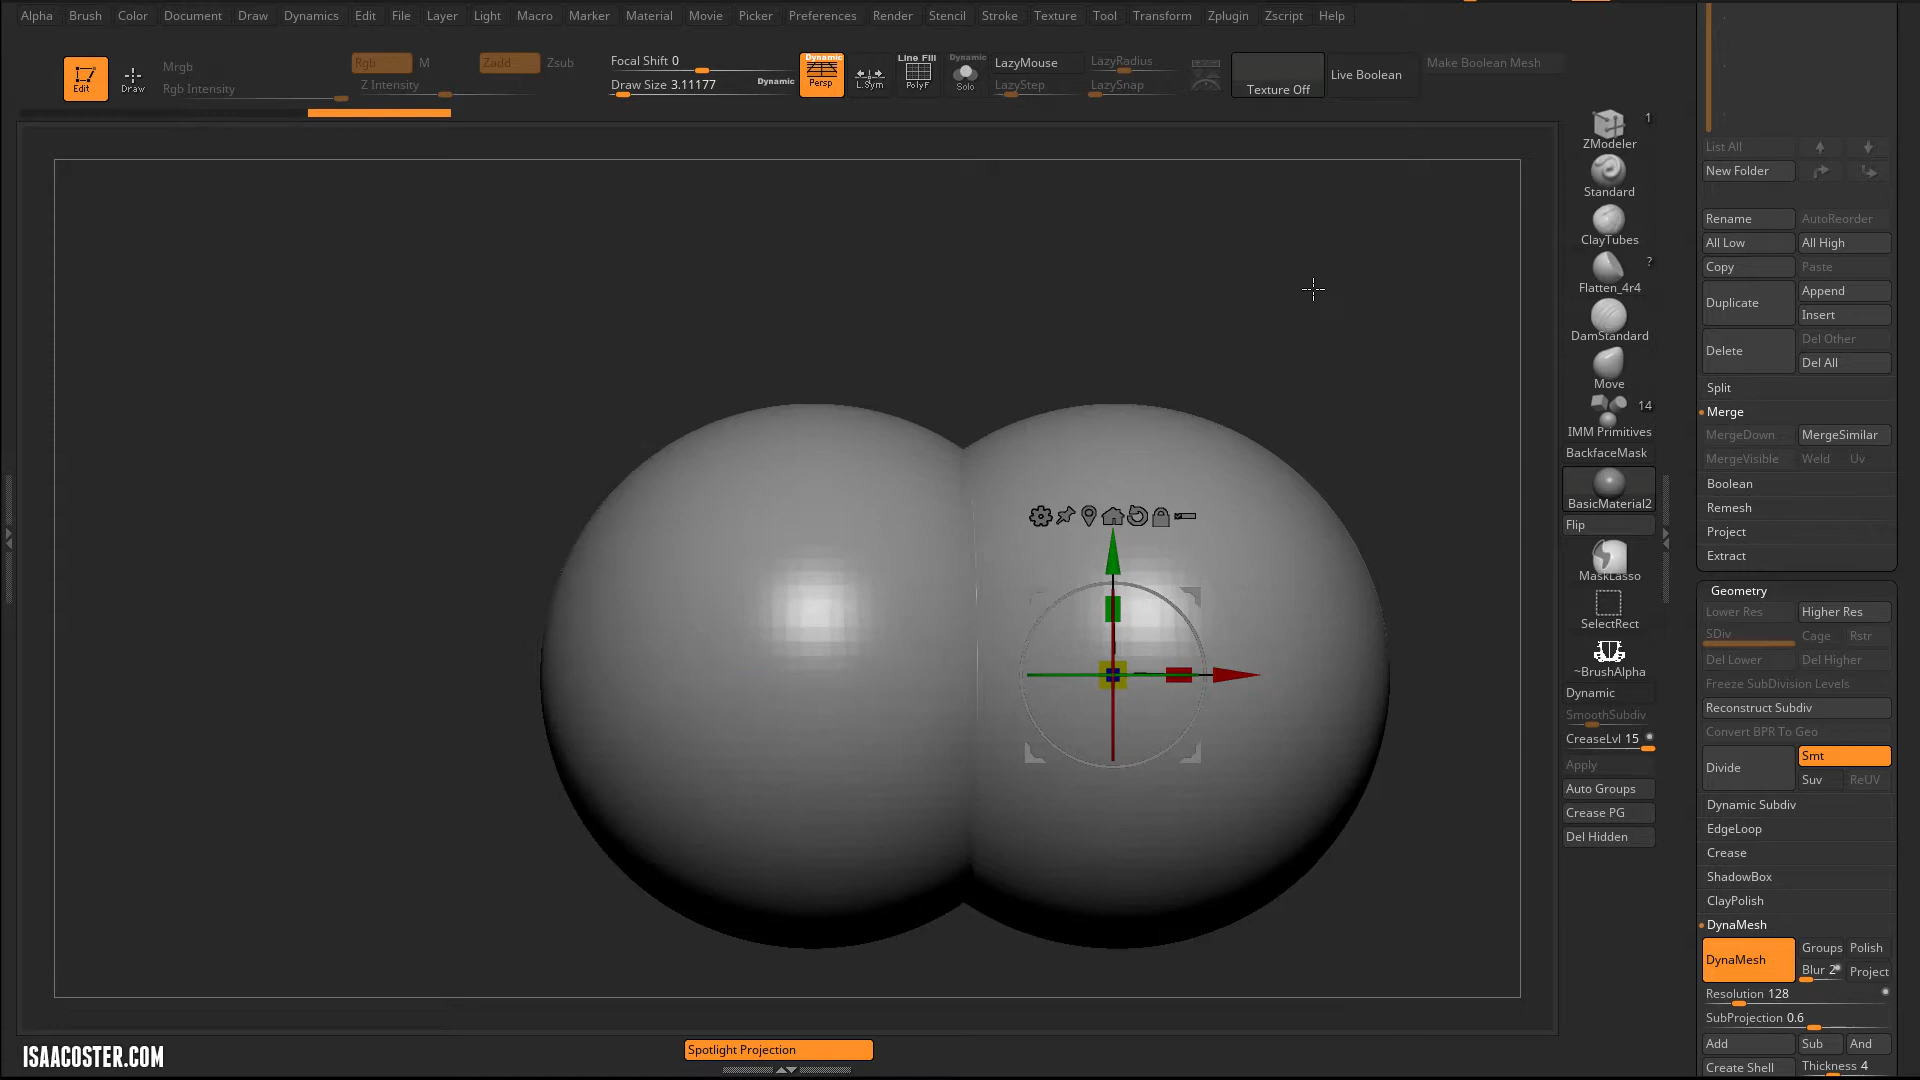 Alpha Brush Color Document Draw Dynamics Edit File Layer Light Macro Marker Material Movie Picker Preferences Render Stencil Stroke Texture Tool Transform Zplugin Zscript Help
Edit
Draw
Mrgb
Rgb
M
Zadd
Zsub
Rgb Intensity
Z Intensity
Focal Shift 0
Draw Size 3.11177
Dynamic
Dynamic
Persp
L.Sym
Line Fill
PolyF
Dynamic
Solo
LazyMouse
LazyRadius
LazyStep
LazySnap
Texture Off
Live Boolean
Make Boolean Mesh
1
ZModeler
Standard
ClayTubes
?
Flatten_4r4
DamStandard
Move
14
IMM Primitives
BackfaceMask
BasicMaterial2
Flip
MaskLasso
SelectRect
~BrushAlpha
Dynamic
SmoothSubdiv
CreaseLvl 15
Apply
Auto Groups
Crease PG
Del Hidden
List All
New Folder
Rename AutoReorder
All Low All High
Copy Paste
Duplicate
Append
Insert
Delete
Del Other
Del All
Split
Merge
MergeDown MergeSimilar
MergeVisible Weld Uv
Boolean
Remesh
Project
Extract
Geometry
Lower Res Higher Res
SDiv Cage Rstr
Del Lower Del Higher
Freeze SubDivision Levels
Reconstruct Subdiv
Convert BPR To Geo
Divide
Smt
Suv ReUV
Dynamic Subdiv
EdgeLoop
Crease
ShadowBox
ClayPolish
DynaMesh
DynaMesh
Groups Polish
Blur 2 Project
Resolution 128
SubProjection 0.6
Add Sub And
Create Shell Thickness 4
Spotlight Projection
ISAACOSTER.COM